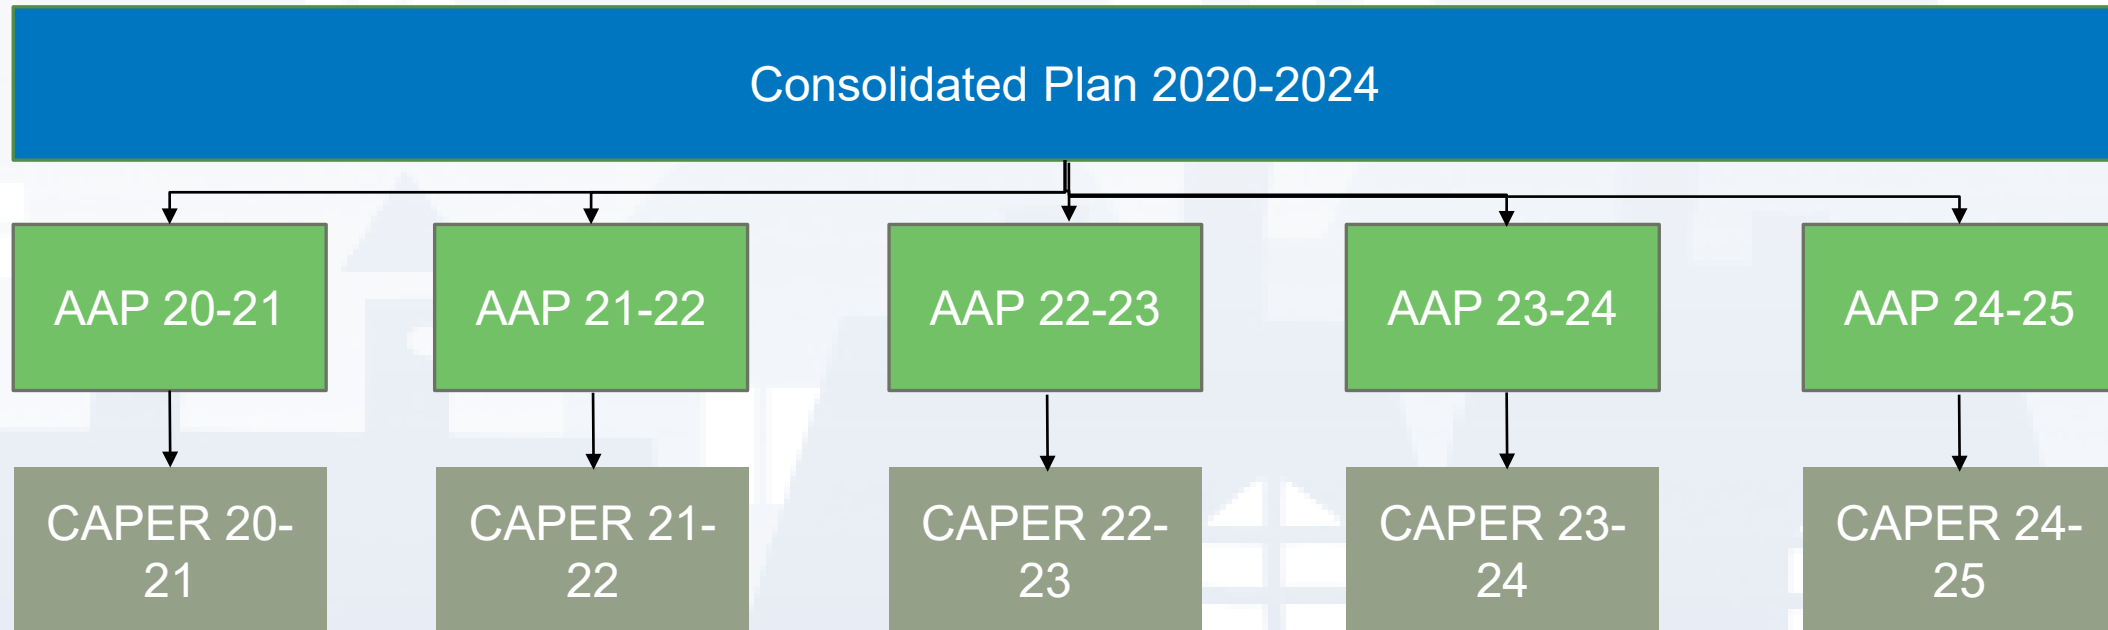 Consolidated Plan 2020-2024
AAP 20-21
AAP 21-22
AAP 22-23
AAP 23-24
AAP 24-25
CAPER 20-
21
CAPER 21-
22
CAPER 22-
23
CAPER 23-
24
CAPER 24-
25